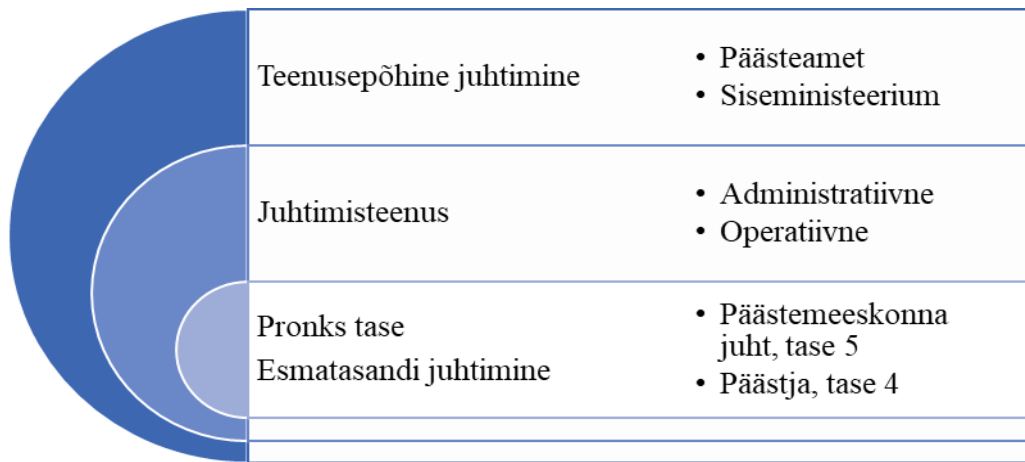 Teenusepõhine juhtimine
• Päästeamet
• Siseministeerium
Juhtimisteenus
• Administratiivne
• Operatiivne
Pronks tase
Esmatasandi juhtimine
• Päästemeeskonna
juht, tase 5
• Päästja, tase 4